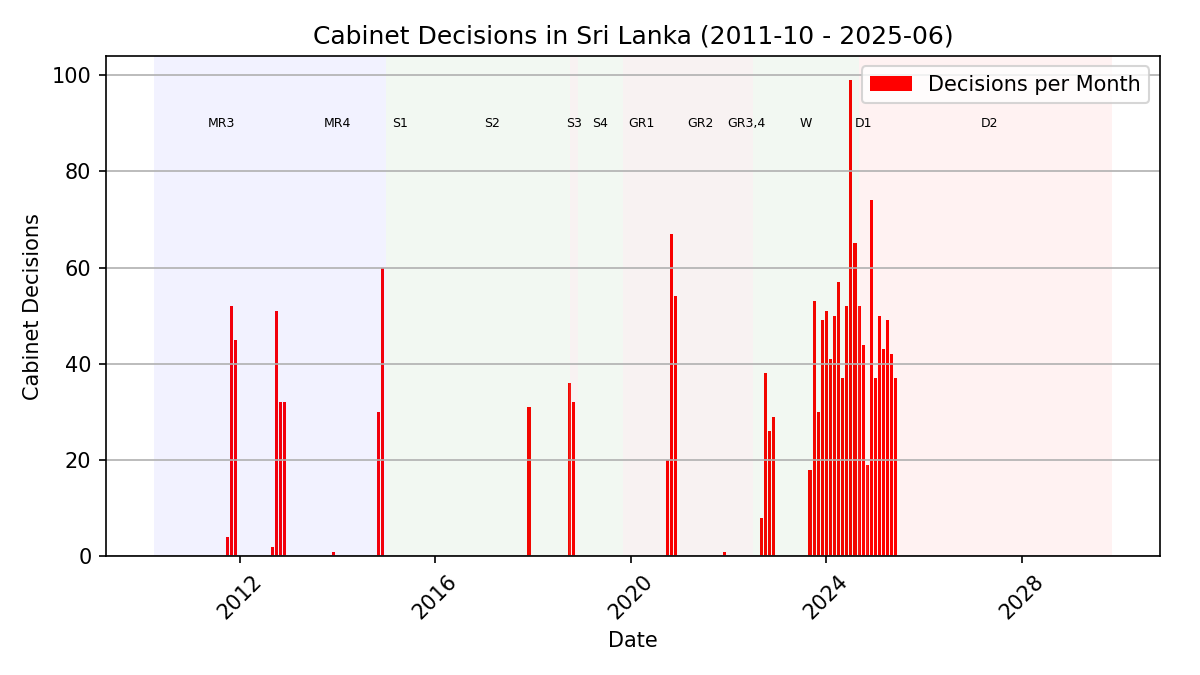 Cabinet Decisions in Sri Lanka (2011-10 - 2025-06)
Decisions per Month
MR3 MR4 S1 S2 S3 S4 GR1 GR2 GR3,4 W D1 D2
Cabinet Decisions
100
80
60
40
20
0
2012 2016 2020 2024 2028
Date